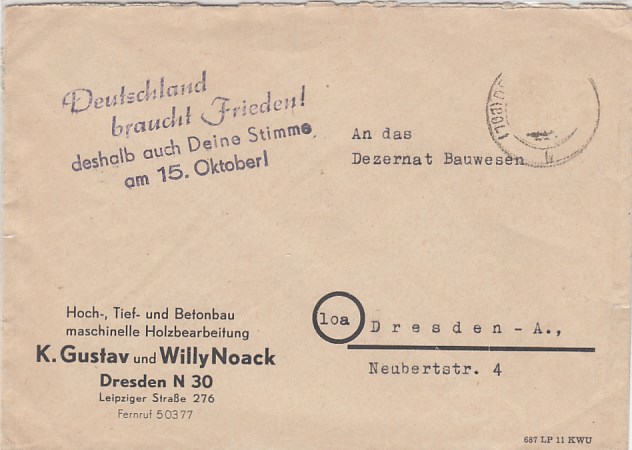 Deutschland
braucht Frieden!
deshalb auch Deine Stimme
am 15. Oktober!
An das
Dezernat Bauwesen
Hoch-, Tief- und Betonbau
maschinelle Holzbearbeitung
K. Gustav und Willy Noack
Dresden N 30
Leipziger Straße 276
Fernruf 50377
10a
Dresden - A.,
Neubertstr. 4
687 LP 11 KWU